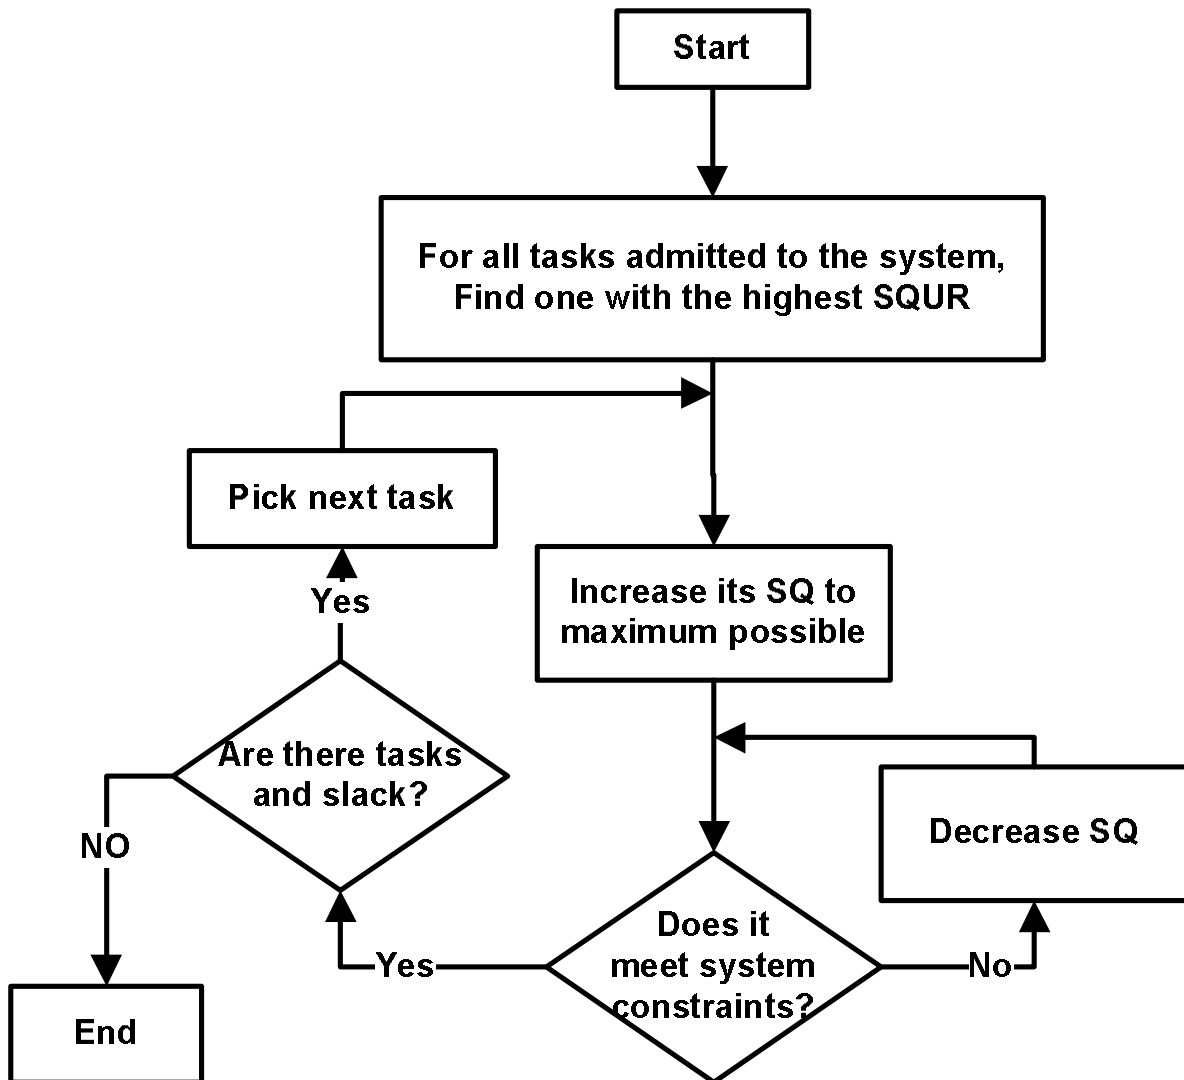 Start
For all tasks admitted to the system,
Find one with the highest SQUR
Pick next task
Increase its SQ to
maximum possible
Yes
Are there tasks
and slack?
Decrease SQ
NO
Does it
meet system
constraints?
Yes
No
End